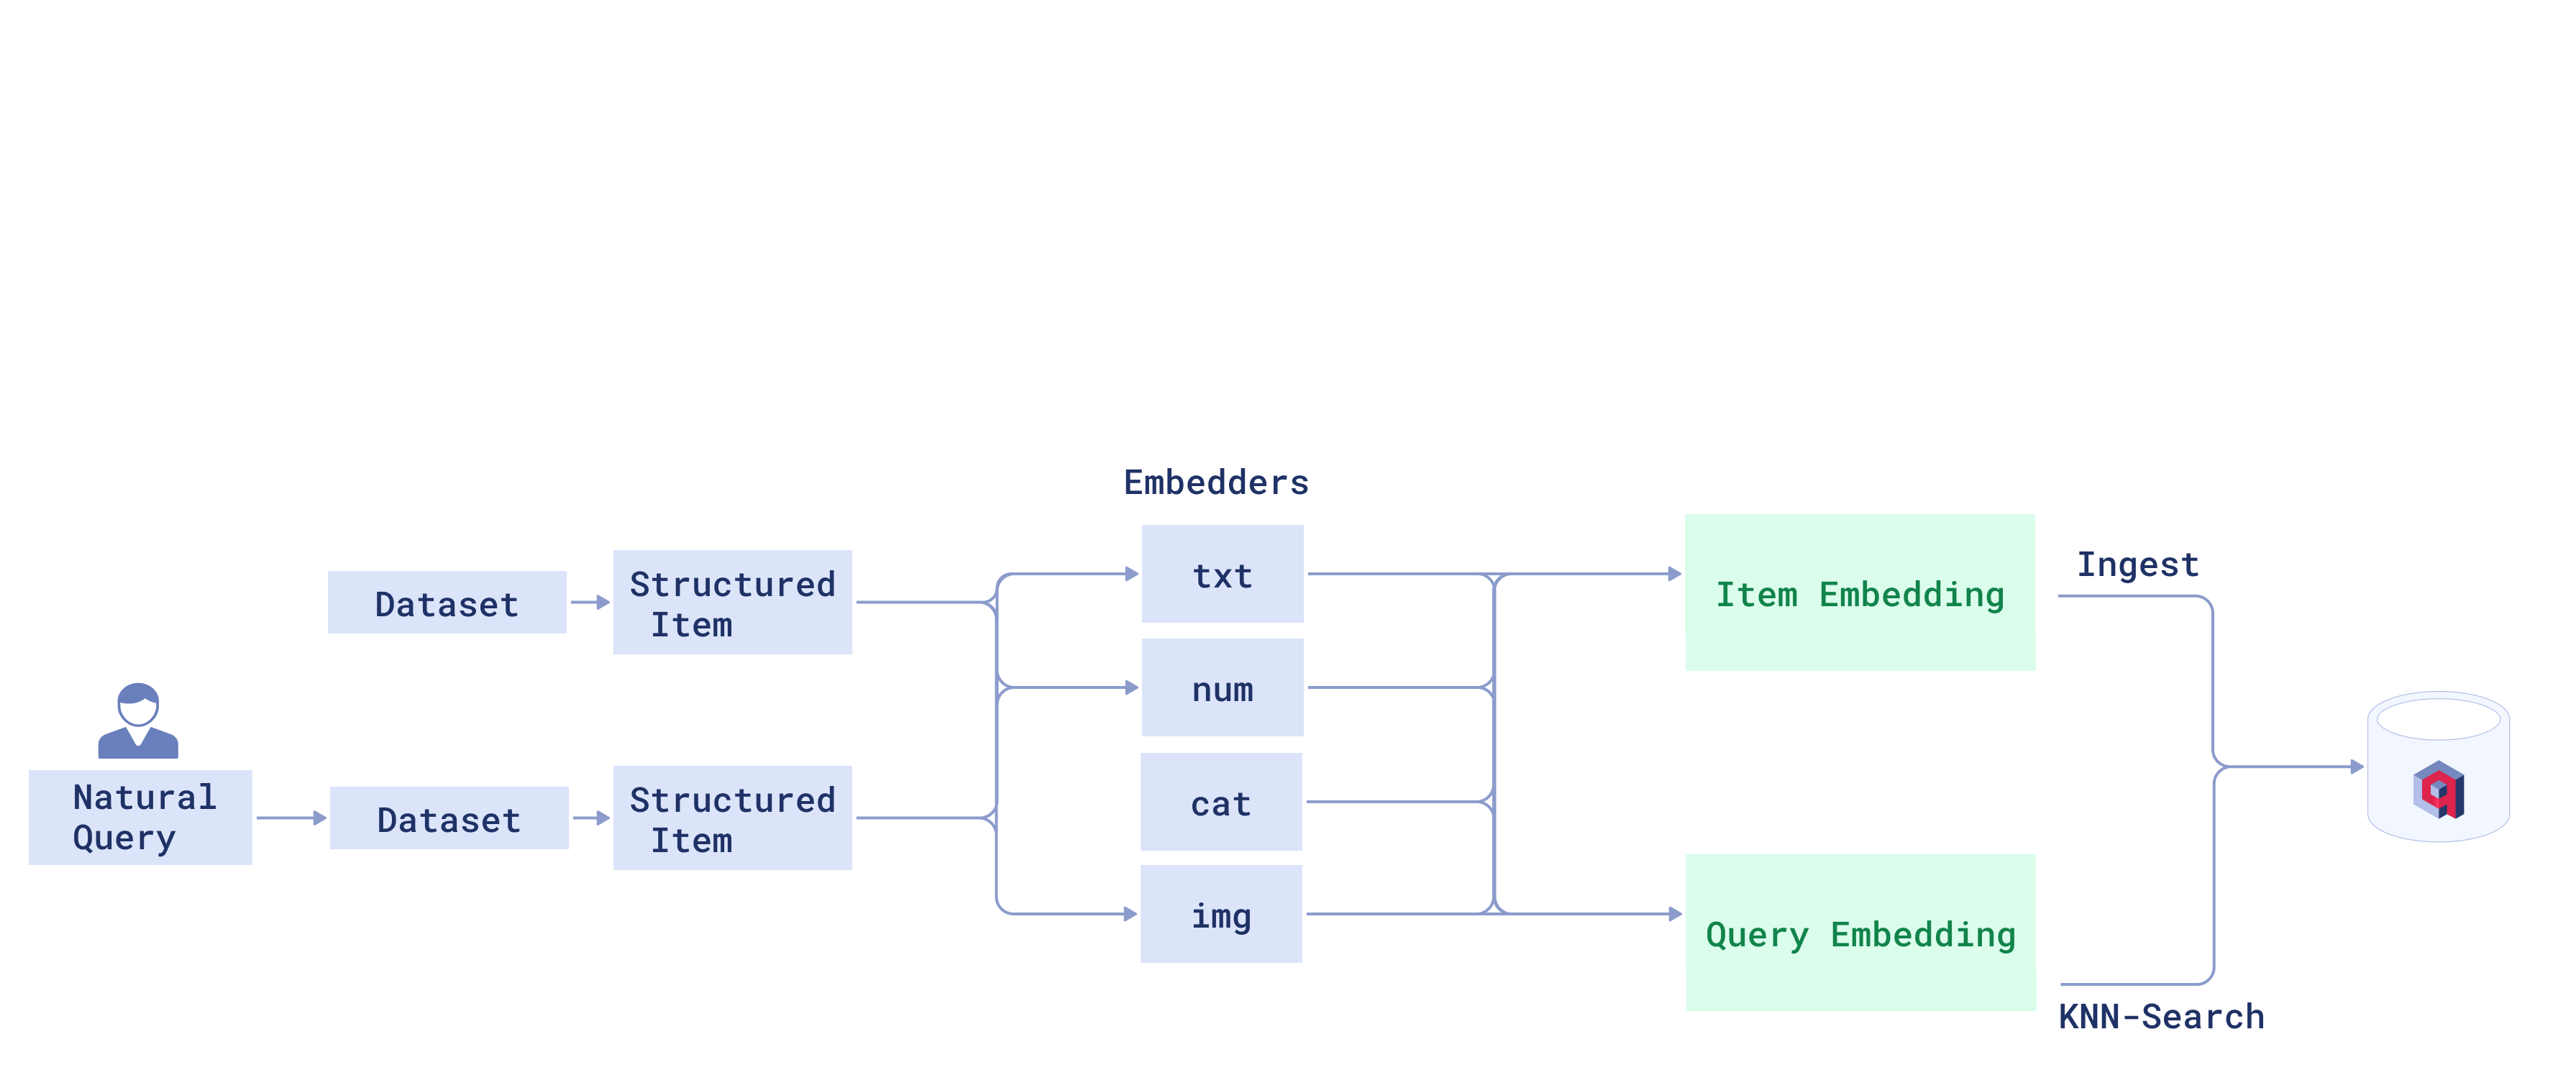 Embedders
Dataset
Structured
Item
txt
num
cat
img
Item Embedding
Ingest
Natural
Query
Dataset
Structured
Item
Query Embedding
KNN-Search